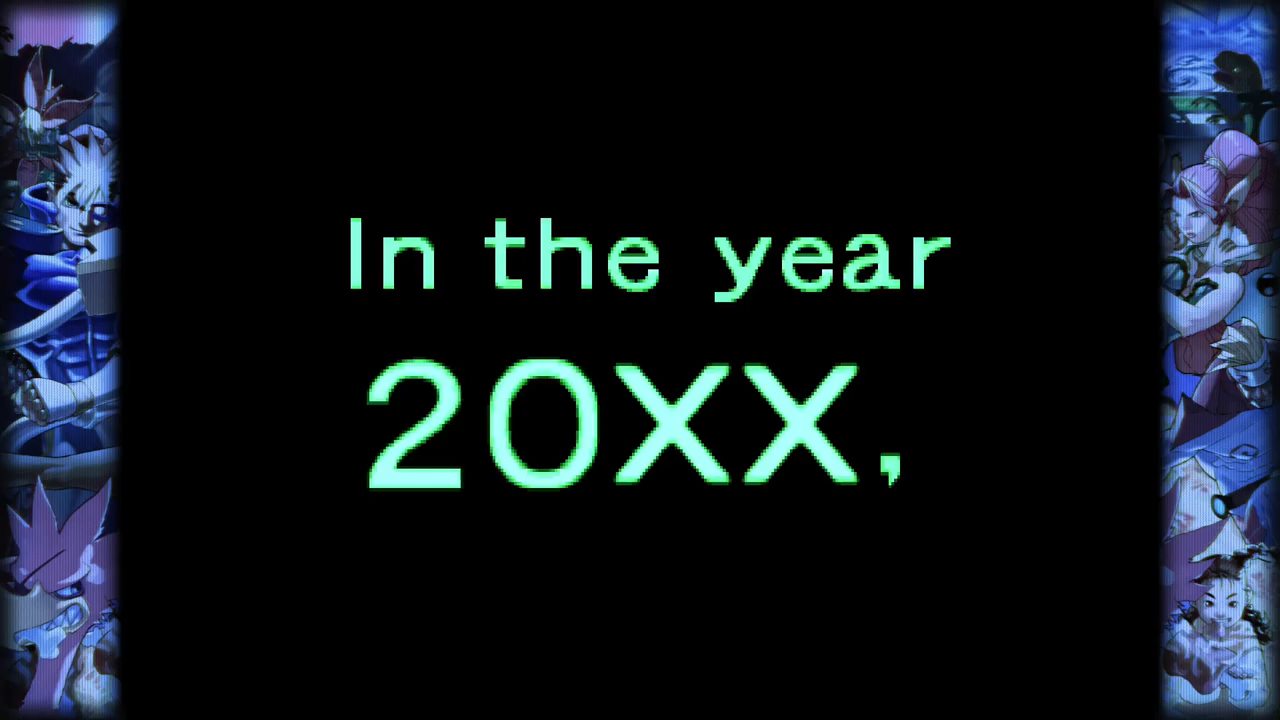 In the year
20XX,